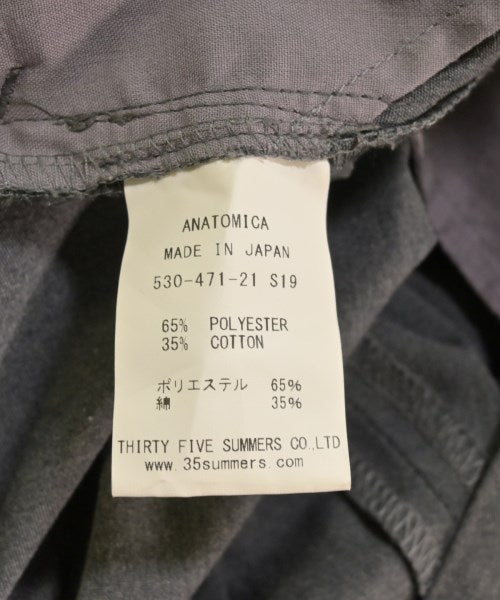 ANATOMICA
MADE IN JAPAN
530-471-21 S19
65% POLYESTER
35% COTTON
ポリエステル 65%
綿 35%
THIRTY FIVE SUMMERS CO.,LTD
www.35summers.com